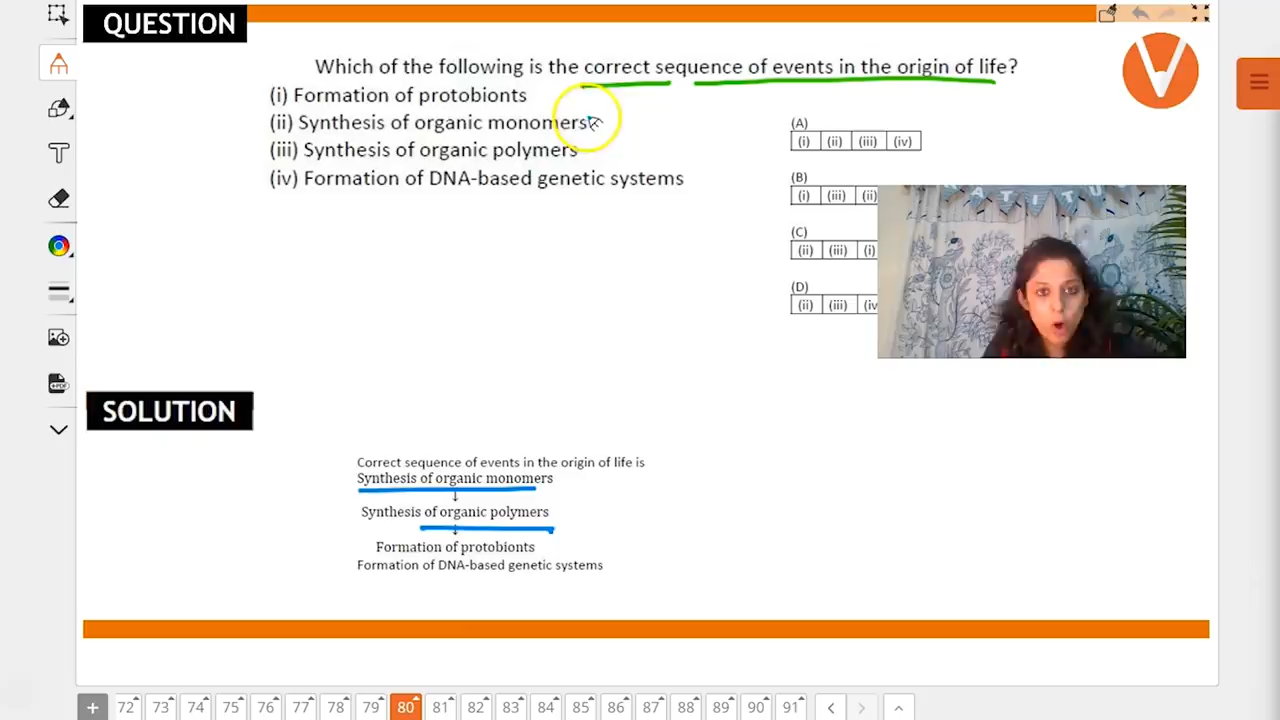 QUESTION
Which of the following is the correct sequence of events in the origin of life?
(i) Formation of protobionts
(ii) Synthesis of organic monomers
(iii) Synthesis of organic polymers
(iv) Formation of DNA-based genetic systems
(A)
(i) (ii) (iii) (iv)
(B)
(i) (iii) (ii)
(C)
(ii) (iii) (i)
(D)
(ii) (iii) (iv
A T I T U
SOLUTION
Correct sequence of events in the origin of life is
Synthesis of organic monomers
↓
Synthesis of organic polymers
↓
Formation of protobionts
Formation of DNA-based genetic systems
72 73 74 75 76 77 78 79 80 81 82 83 84 85 86 87 88 89 90 91